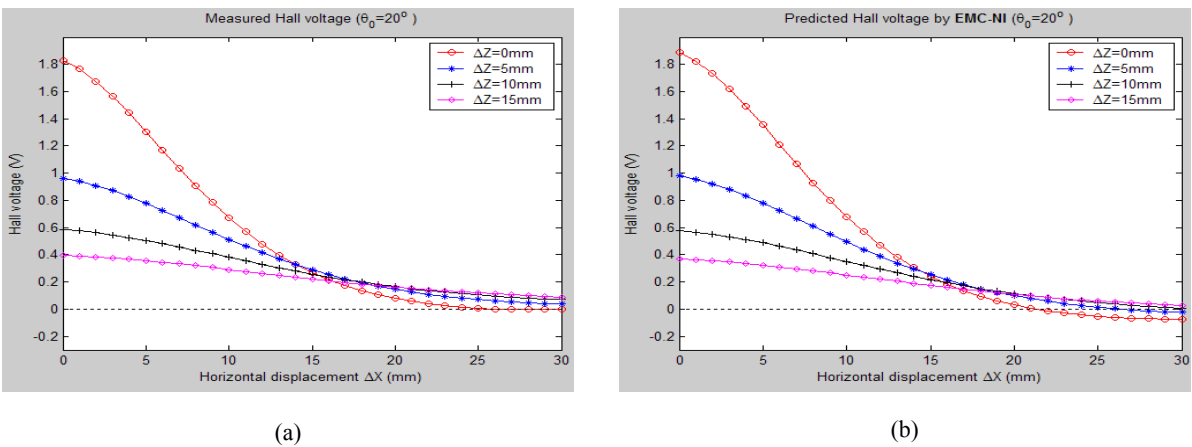 Measured Hall voltage (θ0=20° )
ΔZ=0mm
ΔZ=5mm
ΔZ=10mm
ΔZ=15mm
Hall voltage (V)
1.8
1.6
1.4
1.2
1
0.8
0.6
0.4
0.2
0
-0.2
0 5 10 15 20 25 30
Horizontal displacement ΔX (mm)
(a)
Predicted Hall voltage by EMC-NI (θ0=20° )
ΔZ=0mm
ΔZ=5mm
ΔZ=10mm
ΔZ=15mm
Hall voltage (V)
1.8
1.6
1.4
1.2
1
0.8
0.6
0.4
0.2
0
-0.2
0 5 10 15 20 25 30
Horizontal displacement ΔX (mm)
(b)